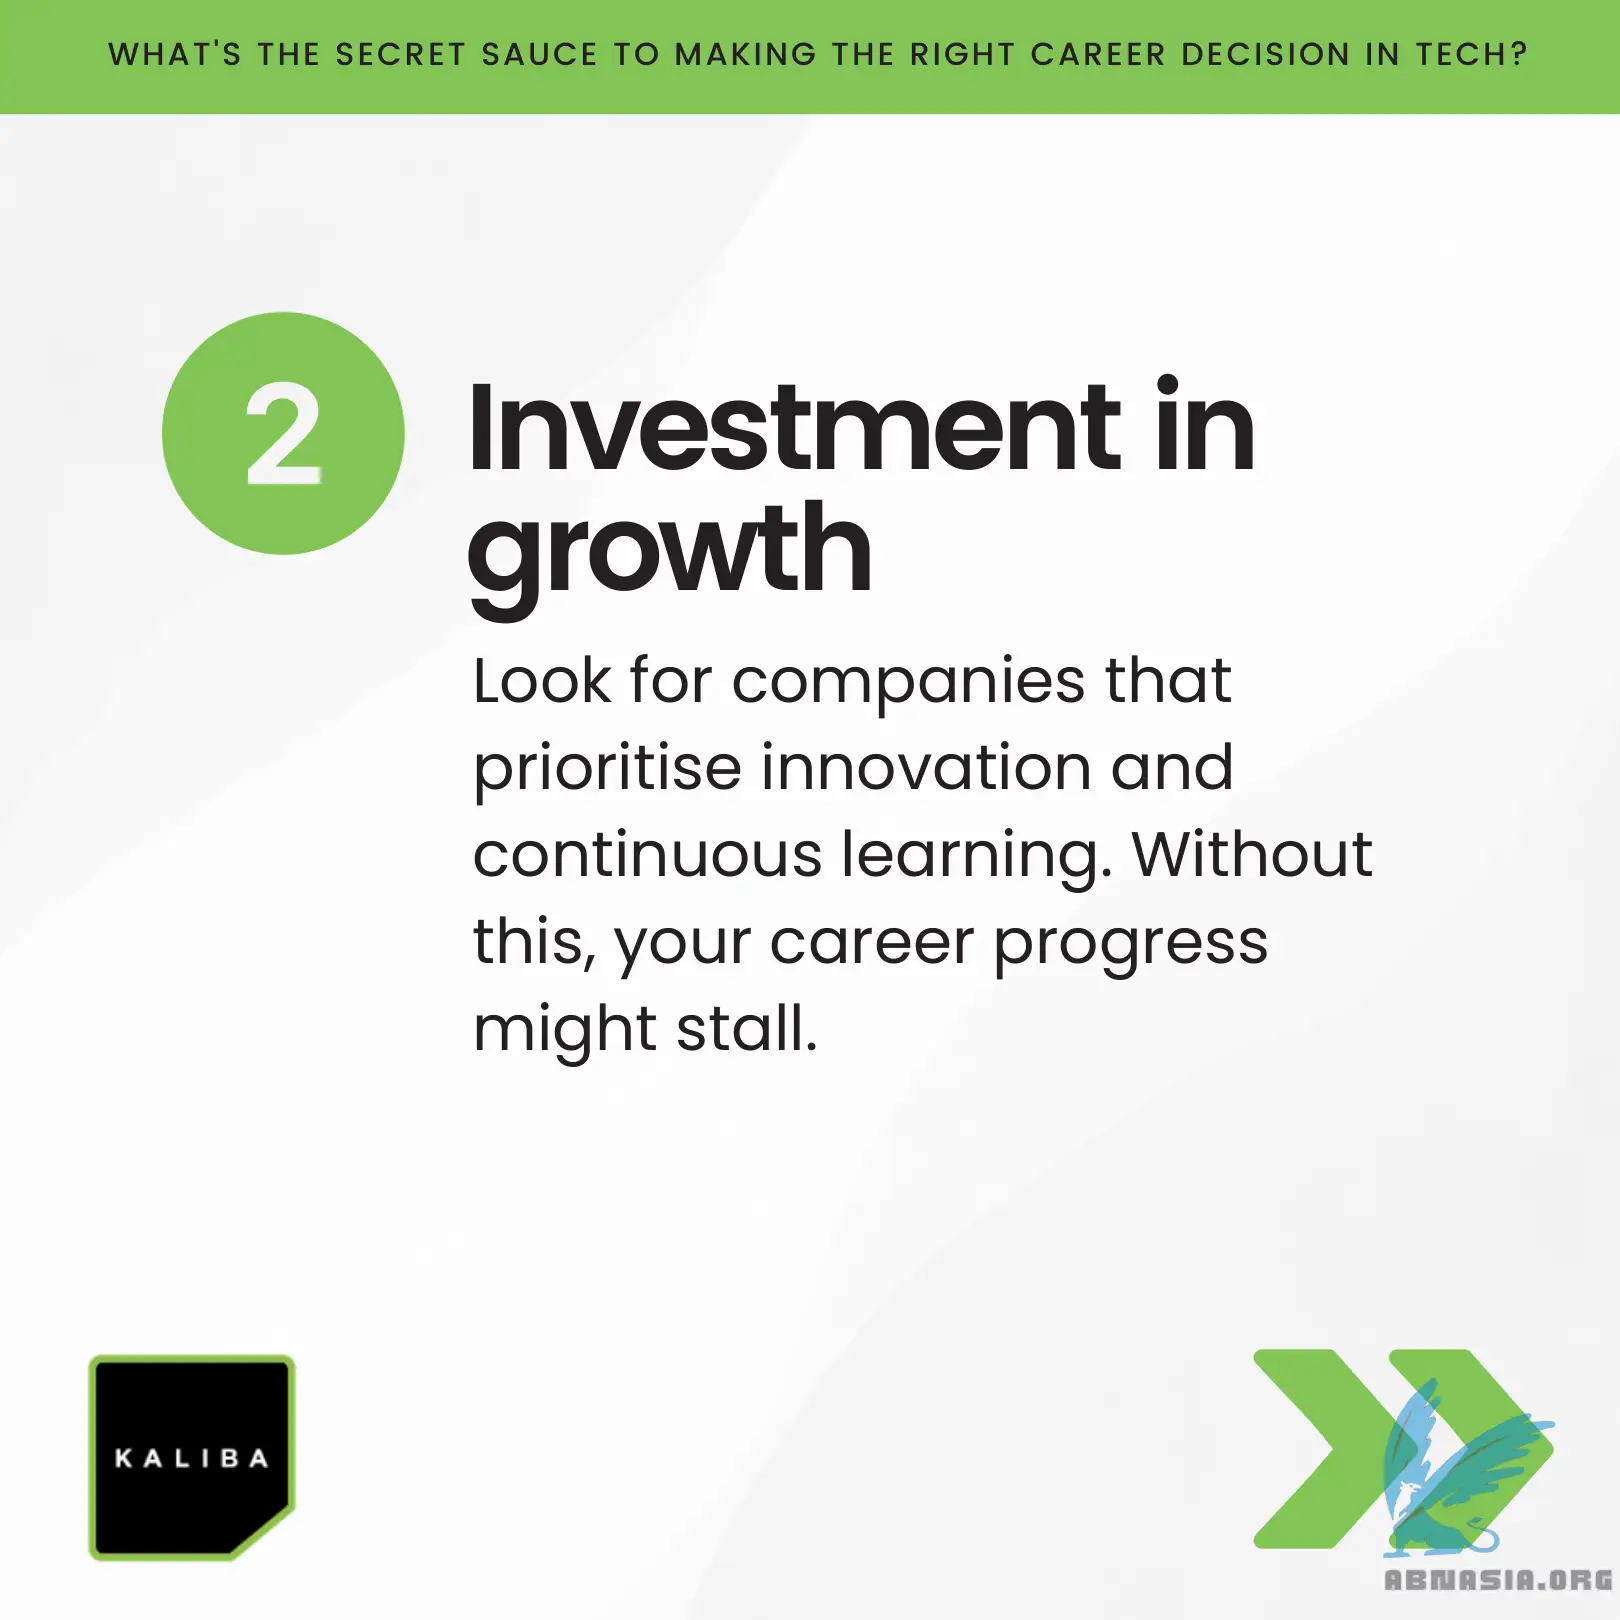 WHAT'S THE SECRET SAUCE TO MAKING THE RIGHT CAREER DECISION IN TECH?
2
Investment in
growth
Look for companies that
prioritise innovation and
continuous learning. Without
this, your career progress
might stall.
KALIBA
ABNASIA.ORG